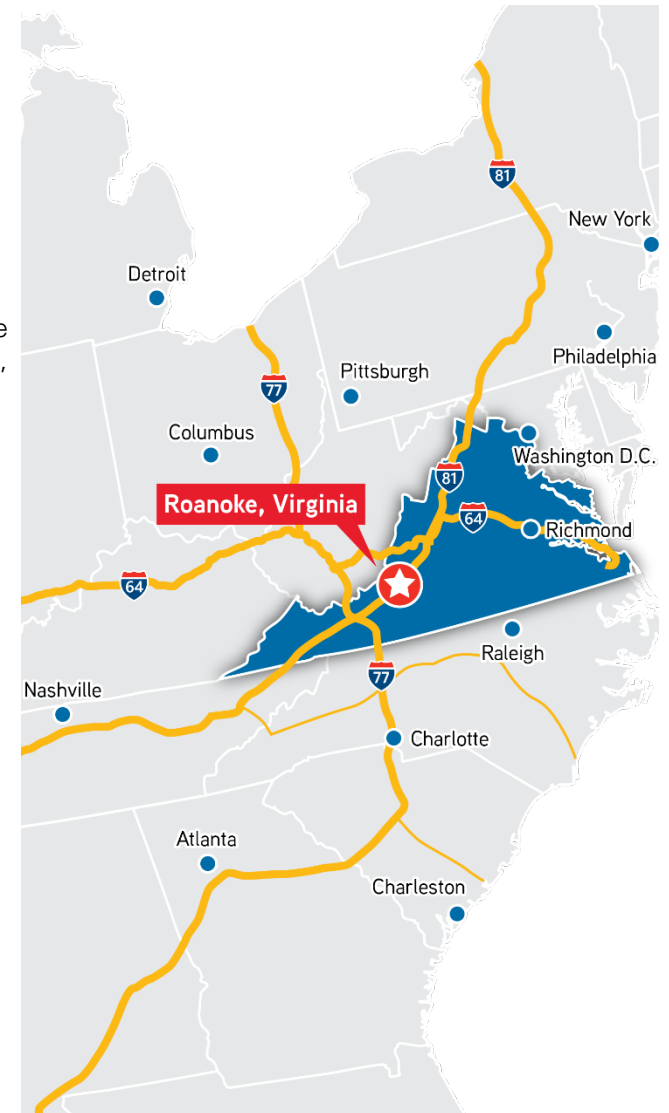 81
New York
Detroit
e
,
Philadelphia
77
Pittsburgh
Columbus
Washington D.C.
81
Roanoke, Virginia
64
Richmond
64
Raleigh
77
Nashville
Charlotte
Atlanta
Charleston